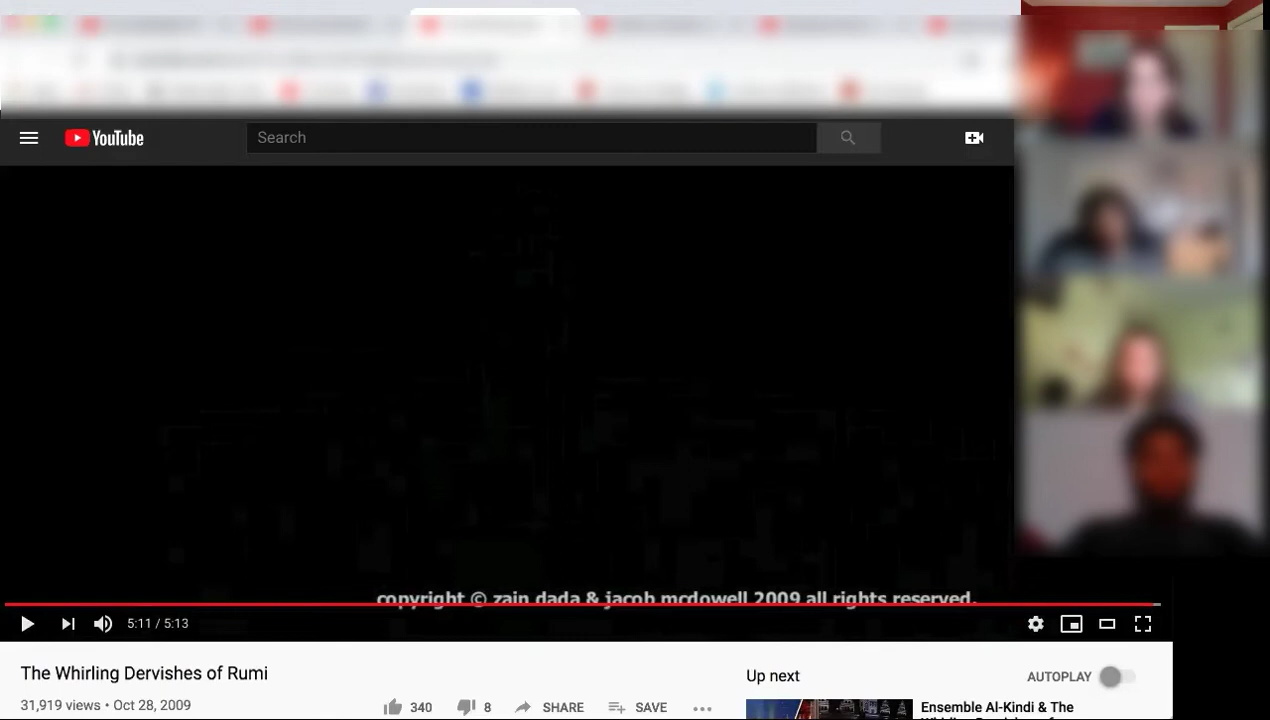 YouTube
Search
copyright © zain dada & jacob mcdowell 2009 all rights reserved.
5:11 / 5:13
The Whirling Dervishes of Rumi
Up next
AUTOPLAY
31,919 views • Oct 28, 2009
340
8
SHARE
SAVE
Ensemble Al-Kindi & The